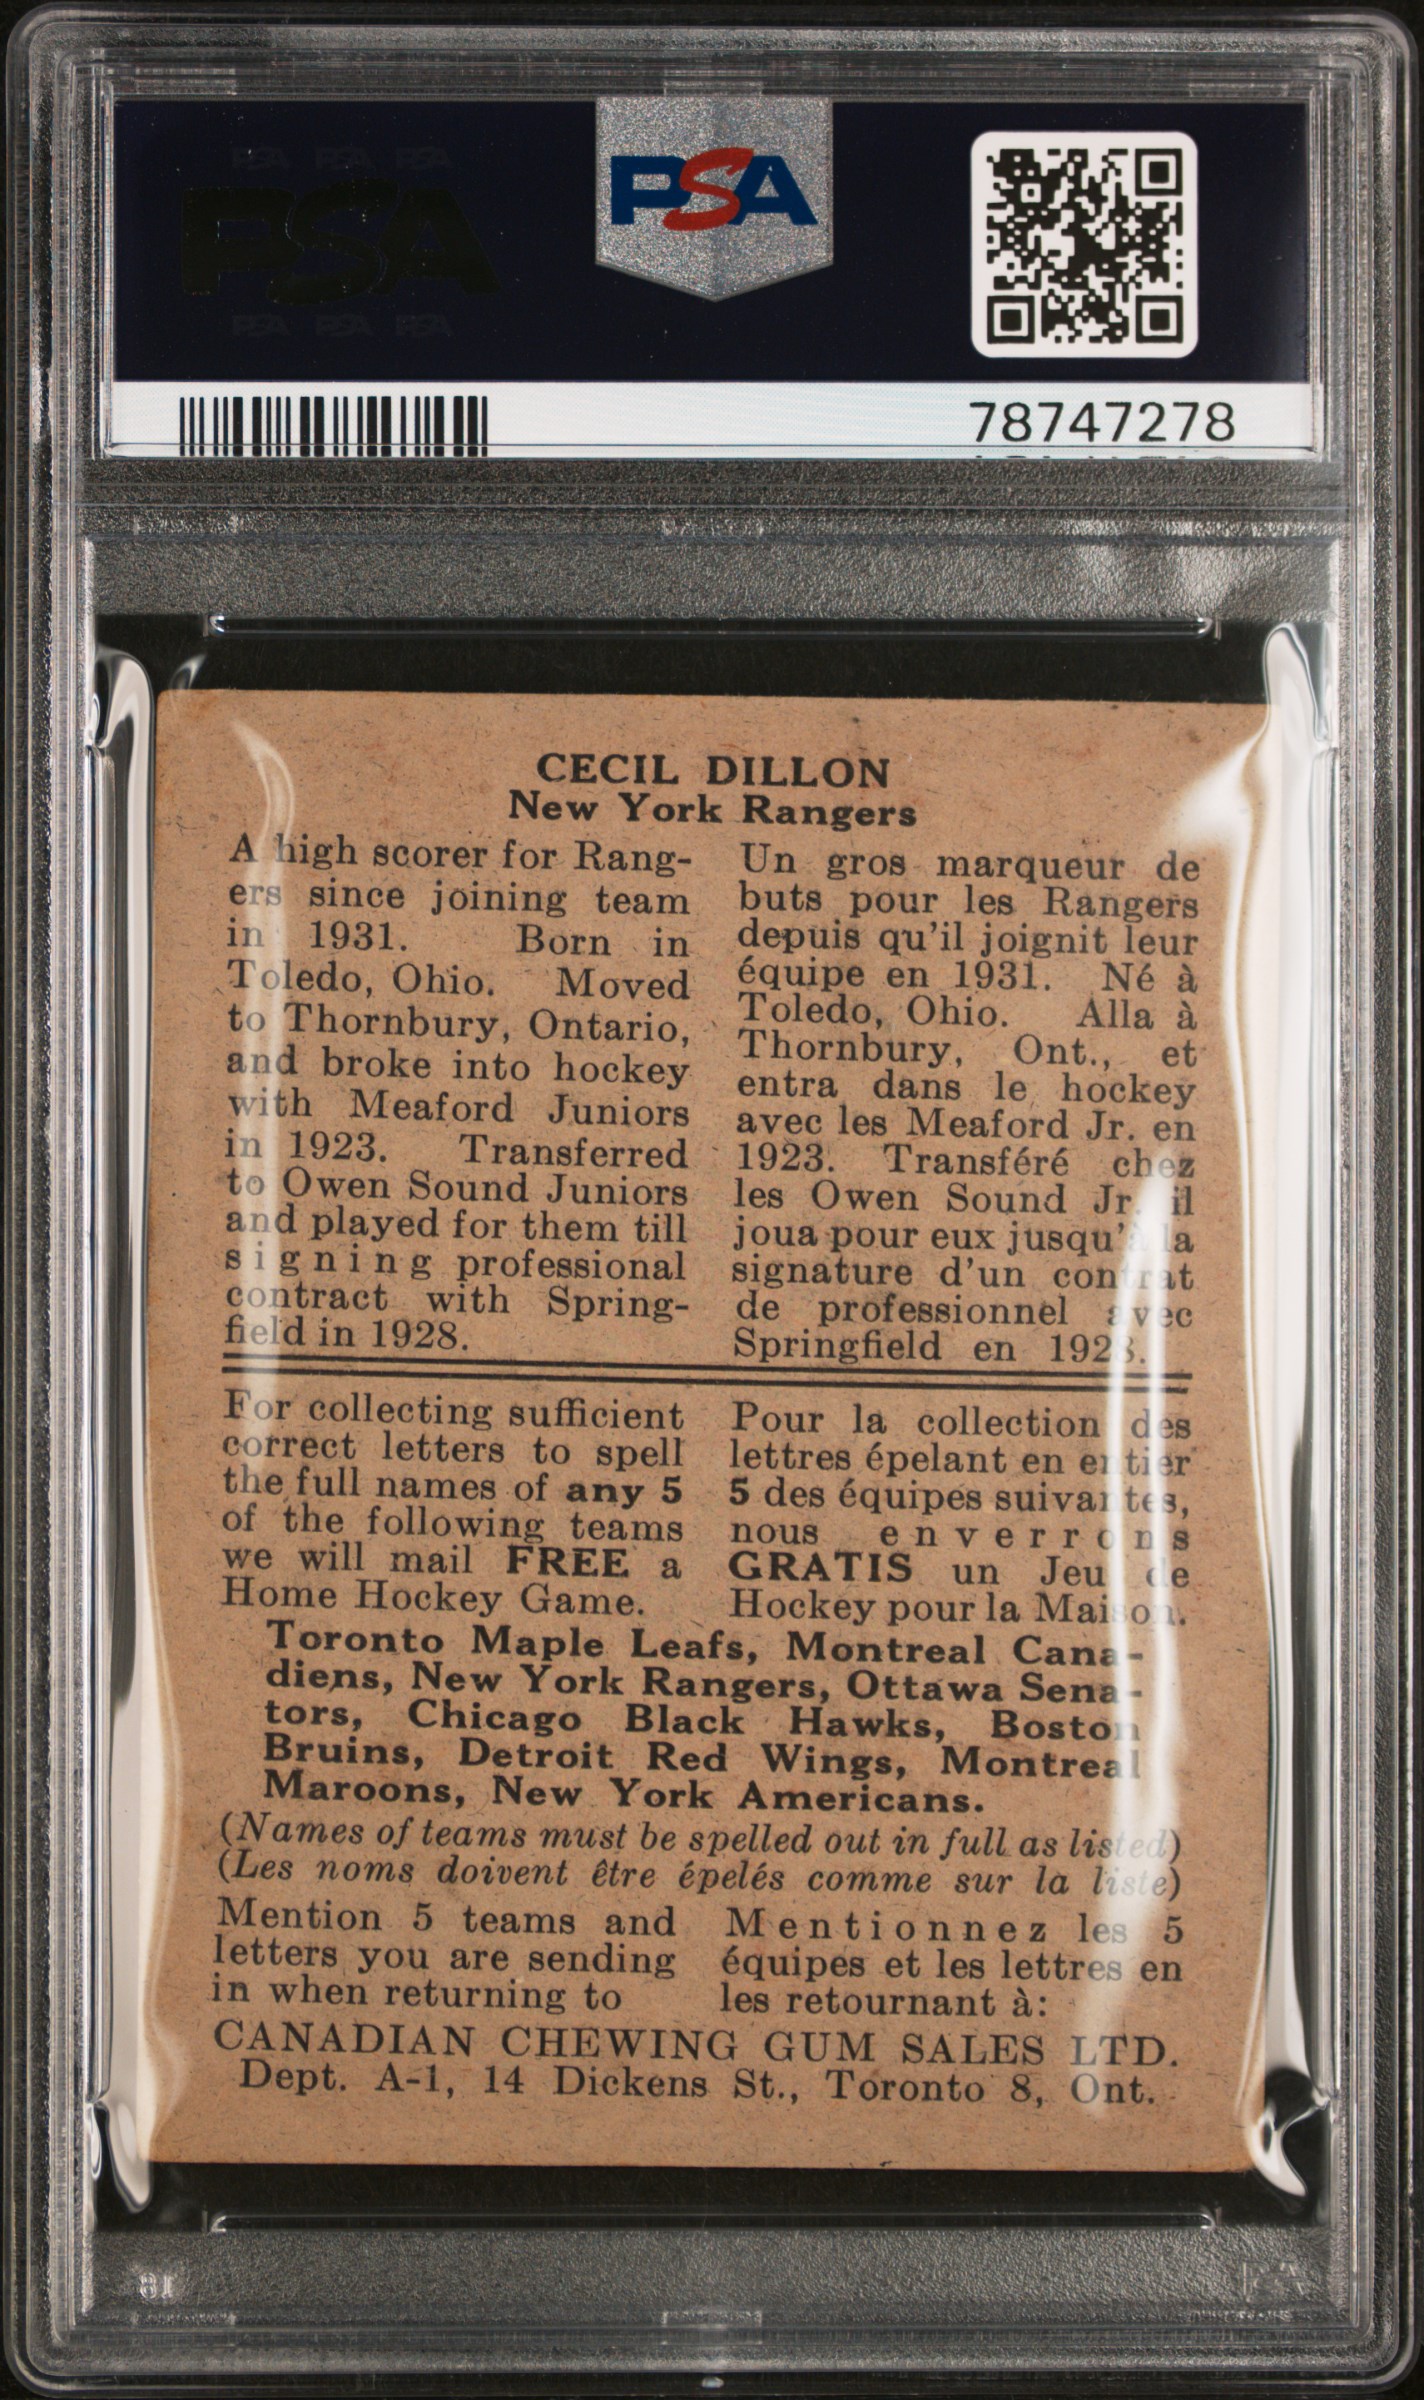 PSA
PSA
78747278
CECIL DILLON
New York Rangers
A high scorer for Rang-
ers since joining team
in 1931. Born in
Toledo, Ohio. Moved
to Thornbury, Ontario,
and broke into hockey
with Meaford Juniors
in 1923. Transferred
to Owen Sound Juniors
and played for them till
signing professional
contract with Spring-
field in 1928.
Un gros marqueur de
buts pour les Rangers
depuis qu'il joignit leur
équipe en 1931. Né à
Toledo, Ohio. Alla à
Thornbury, Ont., et
entra dans le hockey
avec les Meaford Jr. en
1923. Transféré chez
les Owen Sound Jr. il
joua pour eux jusqu'à la
signature d'un contrat
de professionnel avec
Springfield en 1928.
For collecting sufficient
correct letters to spell
the full names of any 5
of the following teams
we will mail FREE a
Home Hockey Game.
Pour la collection des
lettres épelant en entier
5 des équipes suivantes,
nous enverrons
GRATIS un Jeu de
Hockey pour la Maison.
Toronto Maple Leafs, Montreal Cana-
diens, New York Rangers, Ottawa Sena-
tors, Chicago Black Hawks, Boston
Bruins, Detroit Red Wings, Montreal
Maroons, New York Americans.
(Names of teams must be spelled out in full as listed)
(Les noms doivent être épelés comme sur la liste)
Mention 5 teams and
letters you are sending
in when returning to
Mentionnez les 5
équipes et les lettres en
les retournant à:
CANADIAN CHEWING GUM SALES LTD.
Dept. A-1, 14 Dickens St., Toronto 8, Ont.